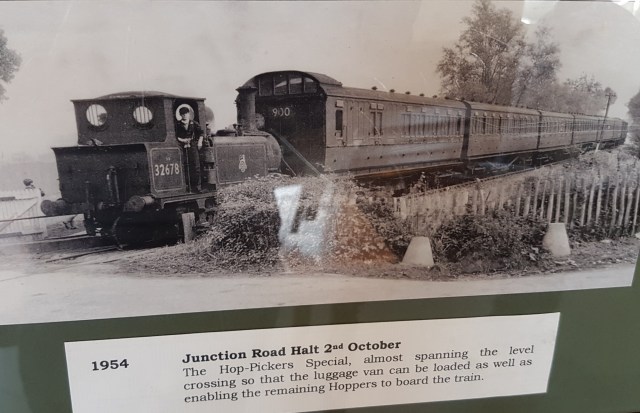 900
32678
1954
Junction Road Halt 2nd October
The Hop-Pickers Special, almost spanning the level
crossing so that the luggage van can be loaded as well as
enabling the remaining Hoppers to board the train.